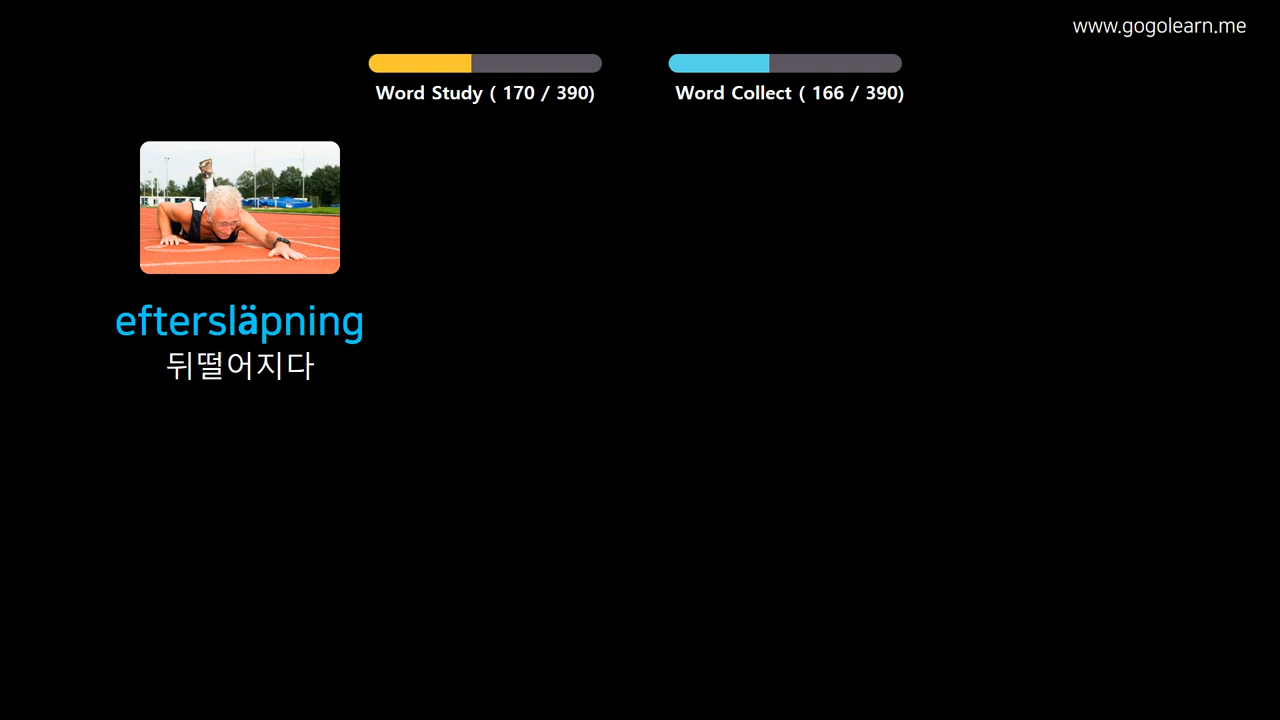 www.gogolearn.me
Word Study ( 170 / 390)
Word Collect ( 166 / 390)
eftersläpning
뒤떨어지다